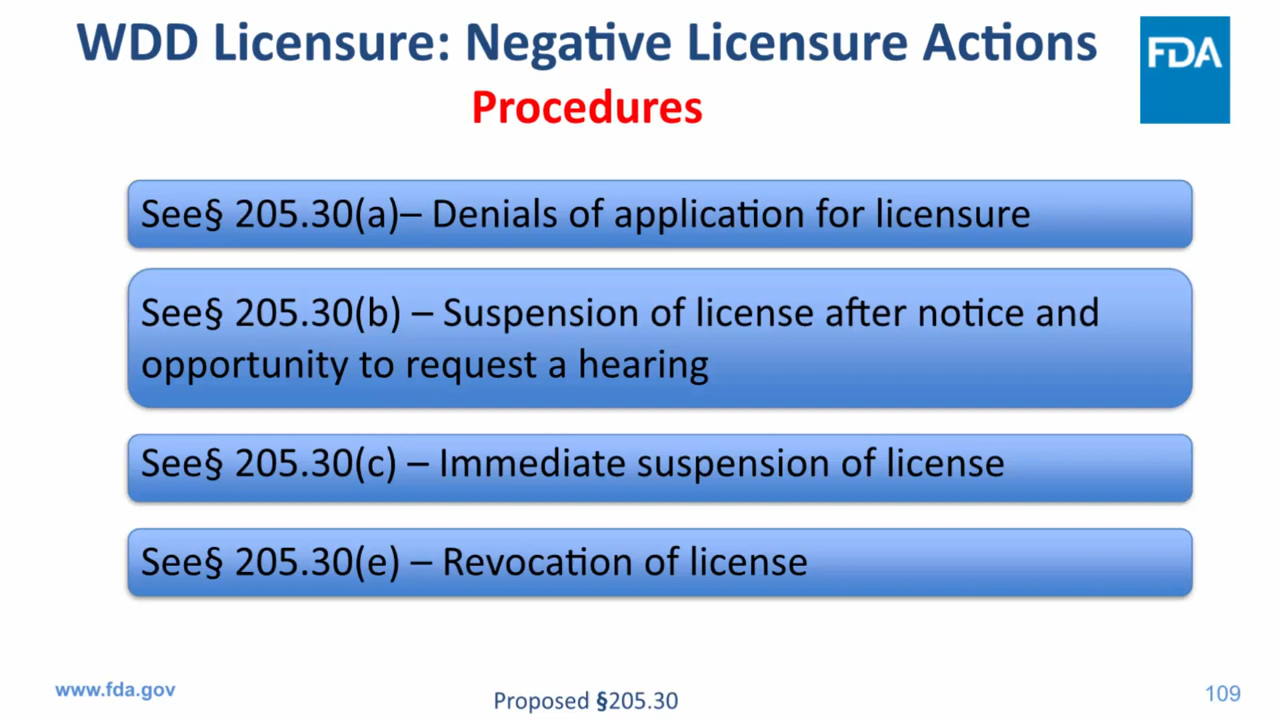 WDD Licensure: Negative Licensure Actions
FDA
Procedures
See§ 205.30(a)– Denials of application for licensure
See§ 205.30(b) – Suspension of license after notice and
opportunity to request a hearing
See§ 205.30(c) – Immediate suspension of license
See§ 205.30(e) – Revocation of license
www.fda.gov
Proposed §205.30
109